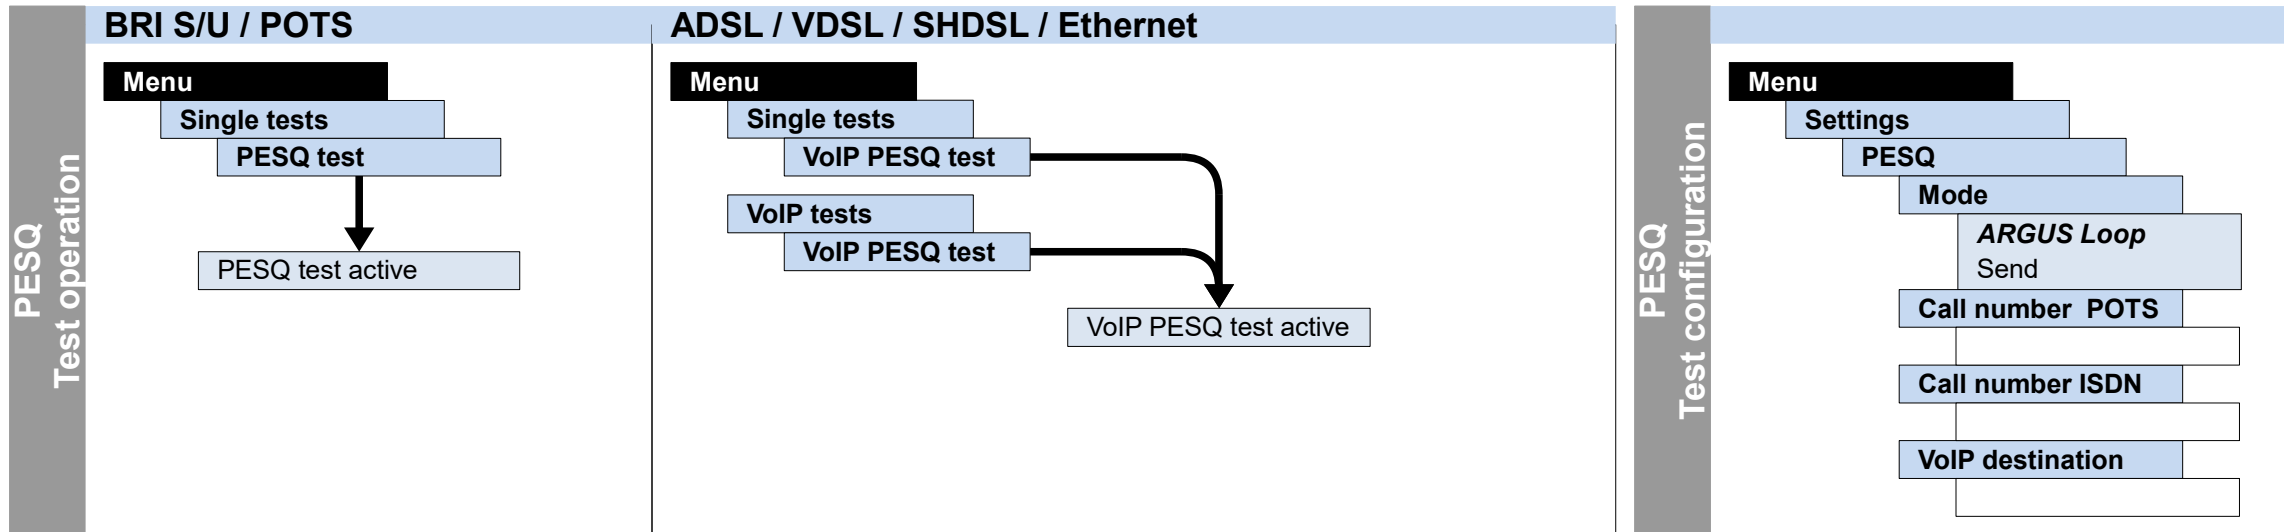 PESQ
Test operation
BRI S/U / POTS
Menu
Single tests
PESQ test
PESQ test active
ADSL / VDSL / SHDSL / Ethernet
Menu
Single tests
VoIP PESQ test
VoIP tests
VoIP PESQ test
VoIP PESQ test active
PESQ
Test configuration
Menu
Settings
PESQ
Mode
ARGUS Loop
Send
Call number  POTS
Call number ISDN
VoIP destination